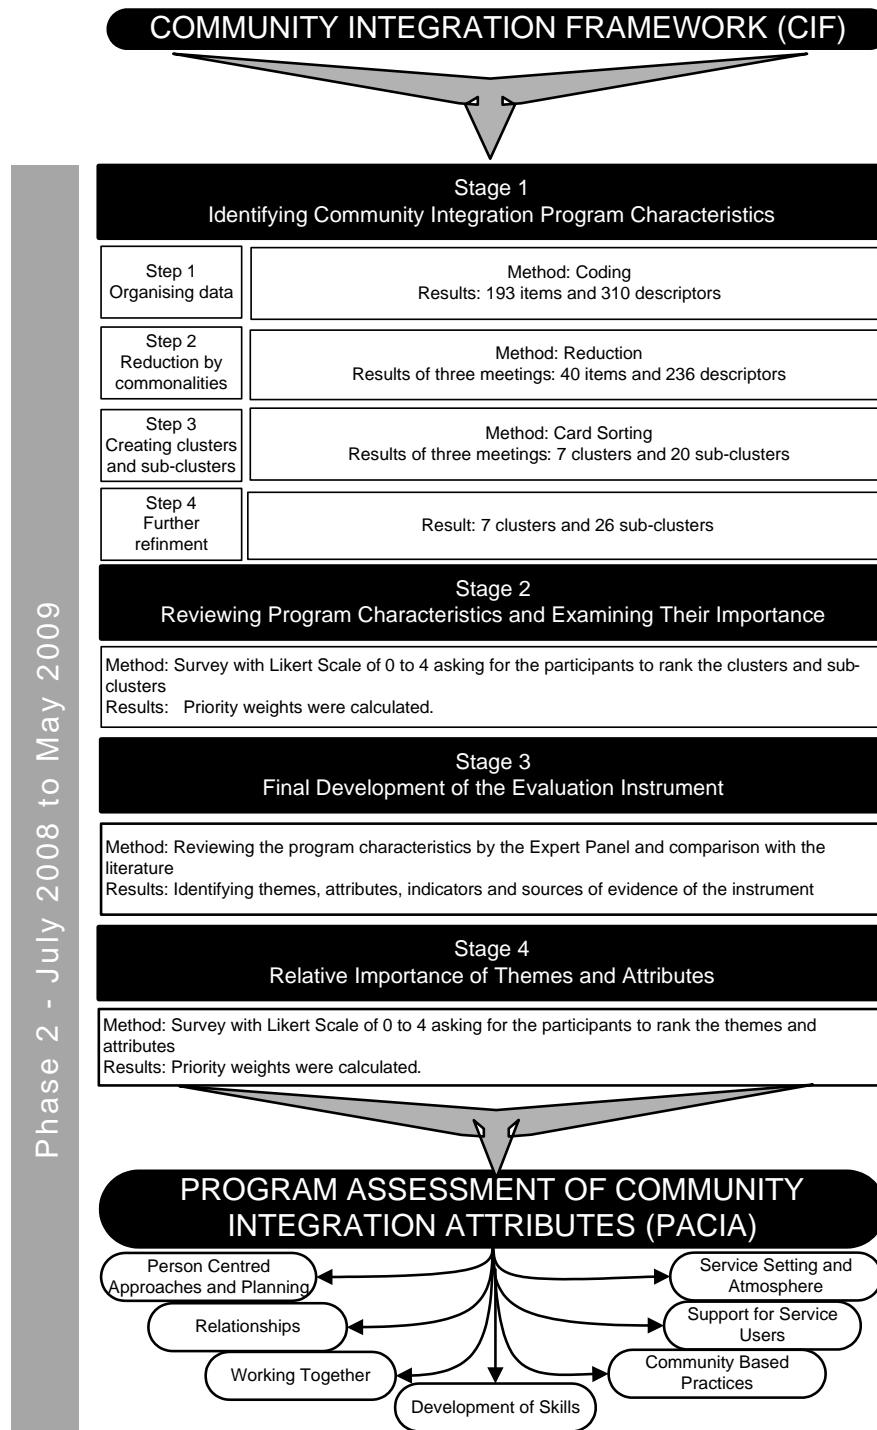 COMMUNITY INTEGRATION FRAMEWORK (CIF)
Phase 2 - July 2008 to May 2009
Stage 1
Identifying Community Integration Program Characteristics
Step 1
Organising data
Method: Coding
Results: 193 items and 310 descriptors
Step 2
Reduction by
commonalities
Method: Reduction
Results of three meetings: 40 items and 236 descriptors
Step 3
Creating clusters
and sub-clusters
Method: Card Sorting
Results of three meetings: 7 clusters and 20 sub-clusters
Step 4
Further
refinment
Result: 7 clusters and 26 sub-clusters
Stage 2
Reviewing Program Characteristics and Examining Their Importance
Method: Survey with Likert Scale of 0 to 4 asking for the participants to rank the clusters and sub-
clusters
Results: Priority weights were calculated.
Stage 3
Final Development of the Evaluation Instrument
Method: Reviewing the program characteristics by the Expert Panel and comparison with the
literature
Results: Identifying themes, attributes, indicators and sources of evidence of the instrument
Stage 4
Relative Importance of Themes and Attributes
Method: Survey with Likert Scale of 0 to 4 asking for the participants to rank the themes and
attributes
Results: Priority weights were calculated.
PROGRAM ASSESSMENT OF COMMUNITY
INTEGRATION ATTRIBUTES (PACIA)
Person Centred
Approaches and Planning
Relationships
Working Together
Development of Skills
Service Setting and
Atmosphere
Support for Service
Users
Community Based
Practices